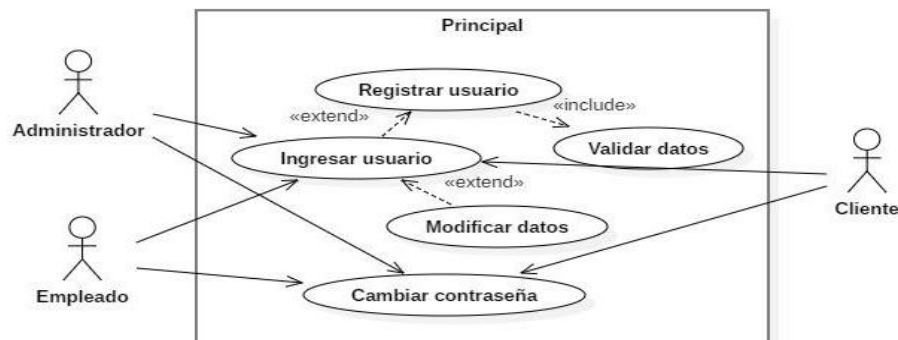 Principal
Registrar usuario
«extend»
«include»
Administrador
Ingresar usuario
Validar datos
«extend»
Cliente
Modificar datos
Empleado
Cambiar contraseña